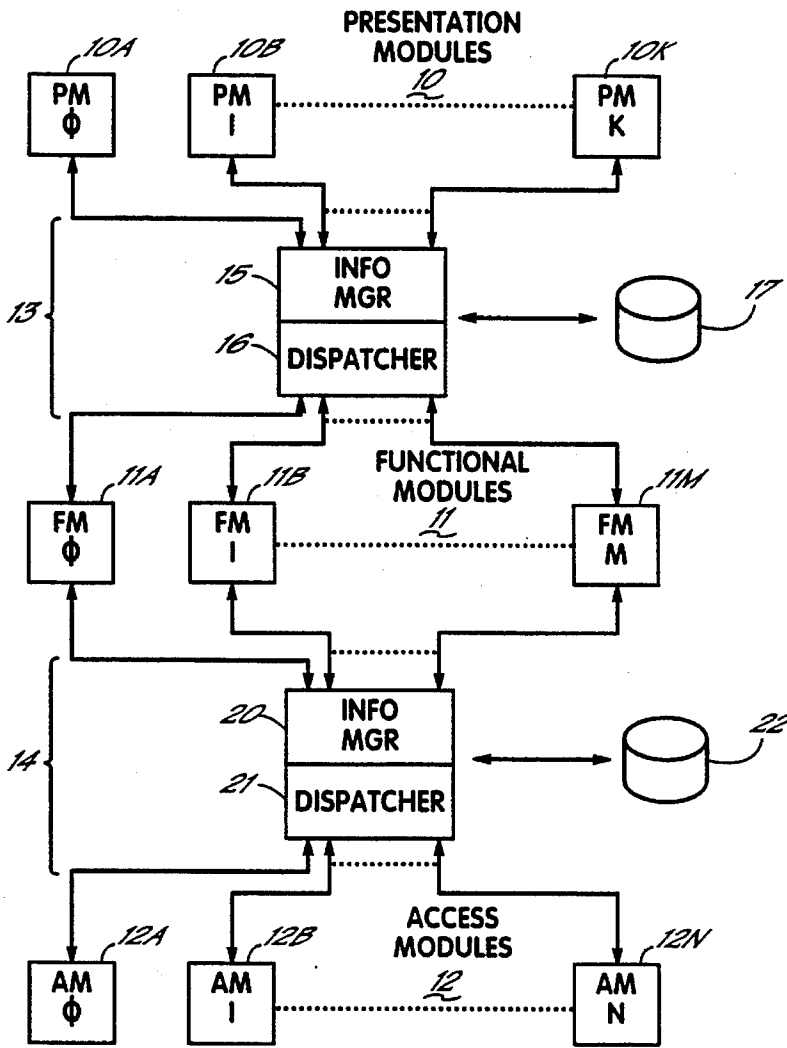 PRESENTATION
MODULES
10
10A
10B
10K
PM
Φ
PM
I
PM
K
13
15
INFO
MGR
16
DISPATCHER
17
FUNCTIONAL
MODULES
11
11A
11B
11M
FM
Φ
FM
I
FM
M
14
20
INFO
MGR
21
DISPATCHER
22
ACCESS
MODULES
12
12A
12B
12N
AM
Φ
AM
I
AM
N